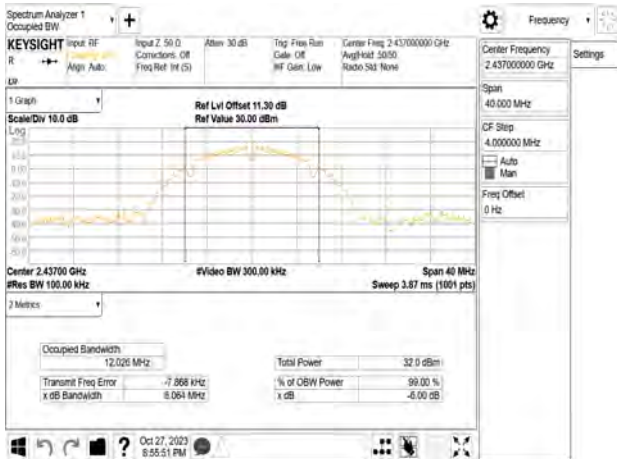 Spectrum Analyzer 1
Occupied BW
+
Frequency
KEYSIGHT
Input: RF
Input Z: 50 Ω
Atten: 30 dB
Trig: Free Run
Center Freq: 2.437000000 GHz
R
Corrections: Off
Gate: Off
Avg|Hold: 50/50
Align: Auto
Freq Ref: Int (S)
#IF Gain: Low
Radio Std: None
Center Frequency
2.437000000 GHz
Settings
Span
40.000 MHz
CF Step
4.000000 MHz
Auto
Man
Freq Offset
0 Hz
1 Graph
Scale/Div 10.0 dB
Ref Lvl Offset 11.30 dB
Ref Value 30.00 dBm
Log
Center 2.43700 GHz
#Video BW 300.00 kHz
Span 40 MHz
#Res BW 100.00 kHz
Sweep 3.87 ms (1001 pts)
2 Metrics
Occupied Bandwidth
12.026 MHz
Total Power
32.0 dBm
Transmit Freq Error
-7.868 kHz
% of OBW Power
99.00 %
x dB Bandwidth
8.064 MHz
x dB
-6.00 dB
?
Oct 27, 2023
8:55:51 PM